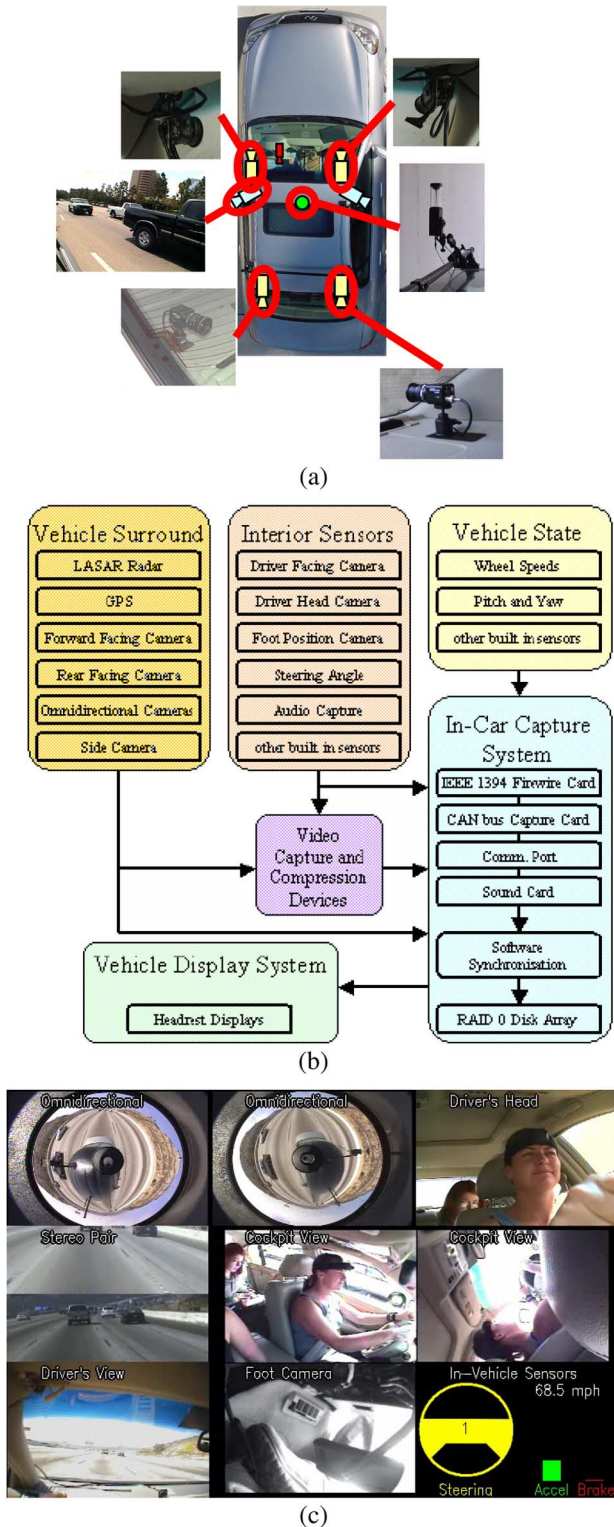 (a)
Vehicle Surround
LASAR Radar
GPS
Forward Facing Camera
Rear Facing Camera
Omnidirectional Cameras
Side Camera
Interior Sensors
Driver Facing Camera
Driver Head Camera
Foot Position Camera
Steering Angle
Audio Capture
other built in sensors
Vehicle State
Wheel Speeds
Pitch and Yaw
other built in sensors
In-Car Capture
System
IEEE 1394 Firewire Card
CAN bus Capture Card
Comm. Port
Sound Card
Software
Synchronisation
RAID 0 Disk Array
Video
Capture and
Compression
Devices
Vehicle Display System
Headrest Displays
(b)
Omnidirectional
Omnidirectional
Driver's Head
Stereo Pair
Cockpit View
Cockpit View
Driver's View
Foot Camera
In-Vehicle Sensors
68.5 mph
1
Steering
Accel
Brake
(c)